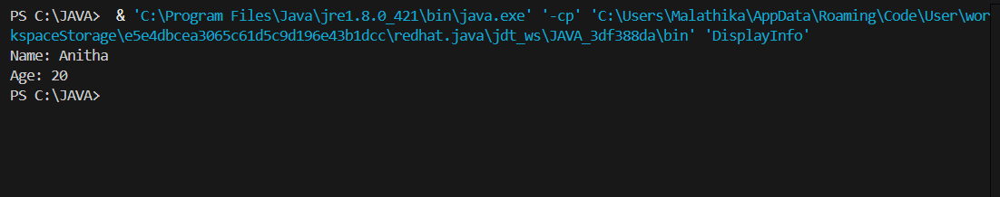 PS C:\JAVA>  & 'C:\Program Files\Java\jre1.8.0_421\bin\java.exe' '-cp' 'C:\Users\Malathika\AppData\Roaming\Code\User\wor
kspaceStorage\e5e4dbcea3065c61d5c9d196e43b1dcc\redhat.java\jdt_ws\JAVA_3df388da\bin' 'DisplayInfo'
Name: Anitha
Age: 20
PS C:\JAVA>